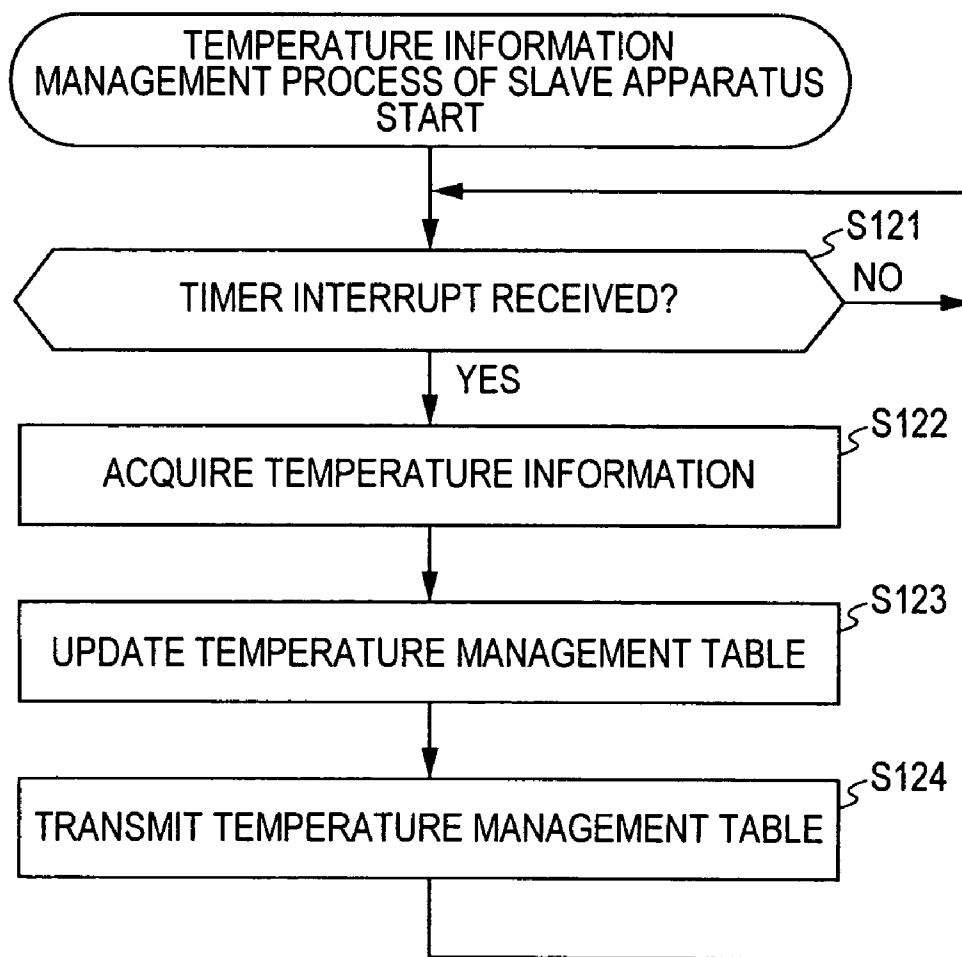 TEMPERATURE INFORMATION
MANAGEMENT PROCESS OF SLAVE APPARATUS
START
S121
TIMER INTERRUPT RECEIVED?
NO
YES
S122
ACQUIRE TEMPERATURE INFORMATION
S123
UPDATE TEMPERATURE MANAGEMENT TABLE
S124
TRANSMIT TEMPERATURE MANAGEMENT TABLE